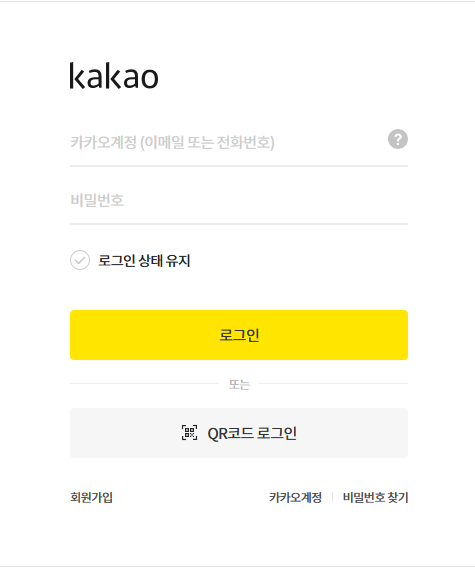 kakao
카카오계정 (이메일 또는 전화번호) ?
비밀번호
로그인 상태 유지
로그인
또는
QR코드 로그인
회원가입 카카오계정 비밀번호 찾기